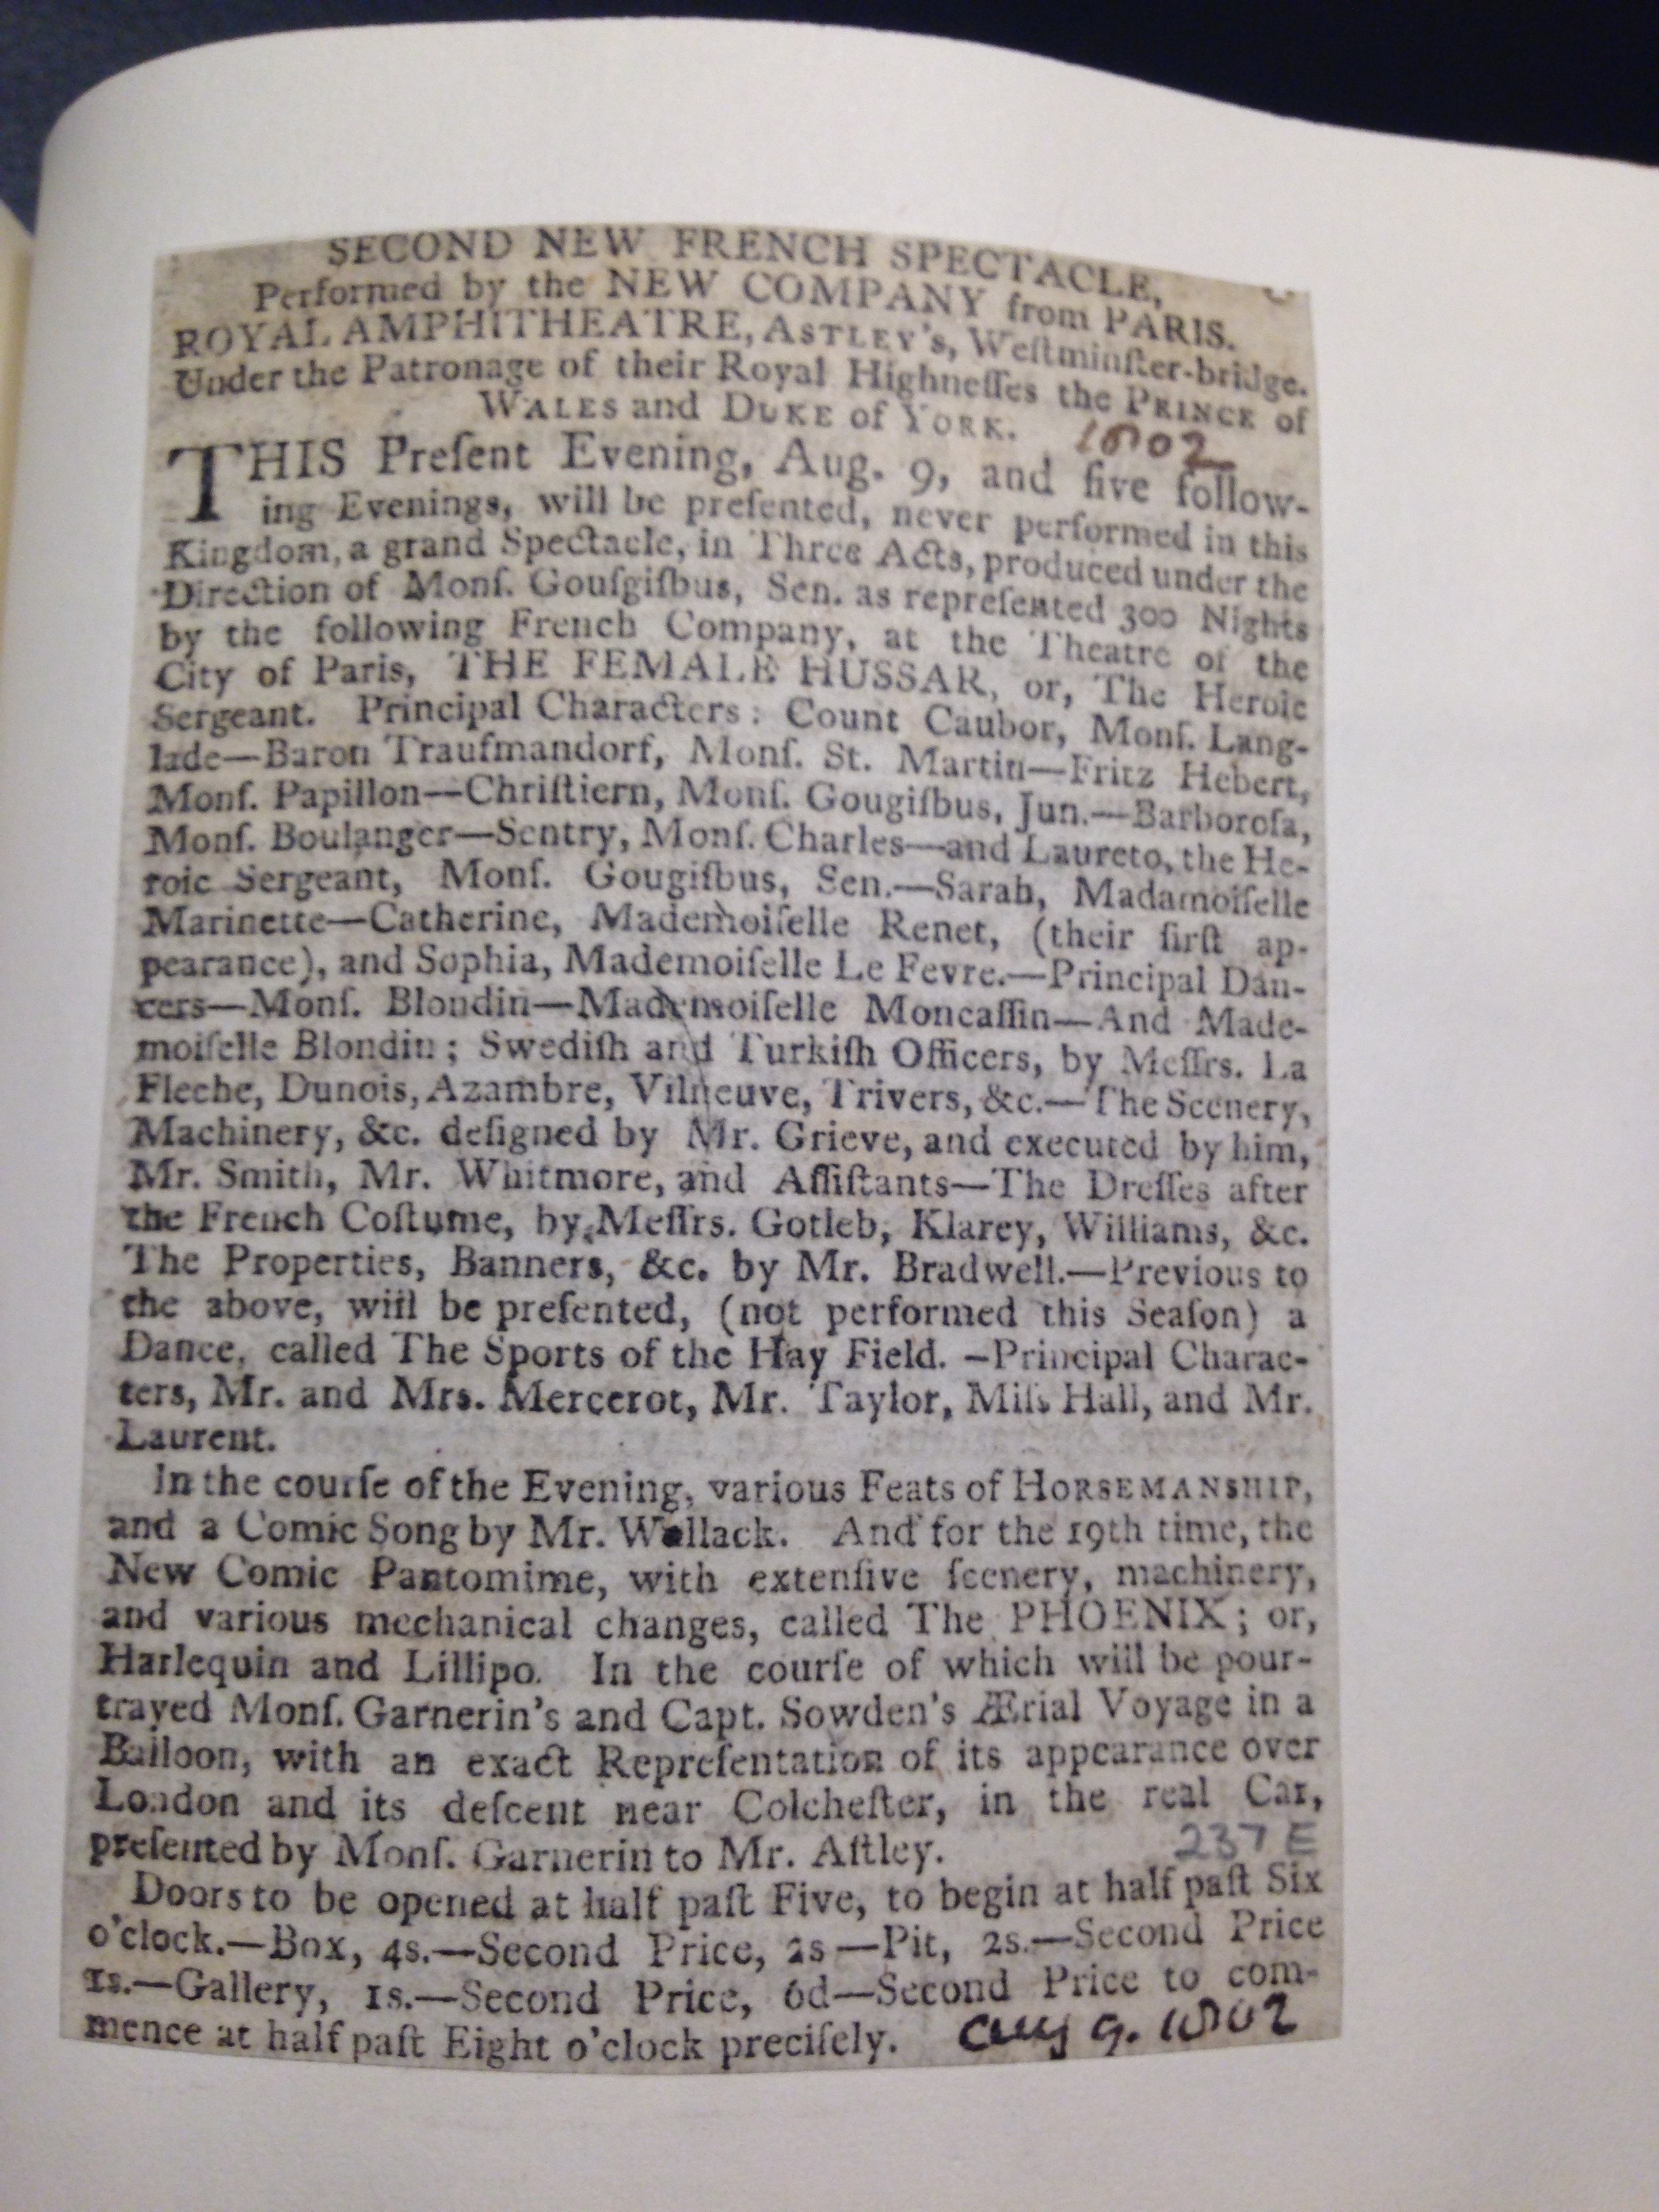 SECOND NEW FRENCH SPECTACLE,
Performed by the NEW COMPANY from PARIS.
ROYAL AMPHITHEATRE, ASTLEY's, Weſtminſter-bridge.
Under the Patronage of their Royal Highneſſes the PRINCE of
WALES and DUKE of YORK.
1802
THIS Preſent Evening, Aug. 9, and five follow-
ing Evenings, will be preſented, never performed in this
Kingdom, a grand Spectacle, in Three Acts, produced under the
Direction of Monſ. Gouſgiſbus, Sen. as repreſented 300 Nights
by the following French Company, at the Theatre of the
City of Paris, THE FEMALE HUSSAR, or, The Heroic
Sergeant. Principal Characters: Count Caubor, Monſ. Lang-
lade—Baron Trauſmandorf, Monſ. St. Martin—Fritz Hebert,
Monſ. Papillon—Chriſtiern, Monſ. Gougiſbus, Jun.—Barboroſa,
Monſ. Boulanger—Sentry, Monſ. Charles—and Laureto, the He-
roic Sergeant, Monſ. Gougiſbus, Sen.—Sarah, Madamoiſelle
Marinette—Catherine, Mademoiſelle Renet, (their firſt ap-
pearance), and Sophia, Mademoiſelle Le Fevre.—Principal Dan-
cers—Monſ. Blondin—Mademoiſelle Moncaſſin—And Made-
moiſelle Blondin; Swediſh and Turkiſh Officers, by Meſſrs. La
Fleche, Dunois, Azambre, Vilneuve, Trivers, &c.—The Scenery,
Machinery, &c. deſigned by Mr. Grieve, and executed by him,
Mr. Smith, Mr. Whitmore, and Aſſiſtants—The Dreſſes after
the French Coſtume, by Meſſrs. Gotleb, Klarey, Williams, &c.
The Properties, Banners, &c. by Mr. Bradwell.—Previous to
the above, will be preſented, (not performed this Seaſon) a
Dance, called The Sports of the Hay Field. —Principal Charac-
ters, Mr. and Mrs. Mercerot, Mr. Taylor, Miſs Hall, and Mr.
Laurent.
In the courſe of the Evening, various Feats of HORSEMANSHIP,
and a Comic Song by Mr. Wallack. And for the 19th time, the
New Comic Pantomime, with extenſive ſcenery, machinery,
and various mechanical changes, called The PHOENIX; or,
Harlequin and Lillipo. In the courſe of which will be pour-
trayed Monſ. Garnerin's and Capt. Sowden's Ærial Voyage in a
Balloon, with an exact Repreſentation of its appearance over
London and its deſcent near Colcheſter, in the real Car,
preſented by Monſ. Garnerin to Mr. Aſtley.
237 E
Doors to be opened at half paſt Five, to begin at half paſt Six
o'clock.—Box, 4s.—Second Price, 2s—Pit, 2s.—Second Price
1s.—Gallery, 1s.—Second Price, 6d—Second Price to com-
mence at half paſt Eight o'clock preciſely.
Aug 9. 1802